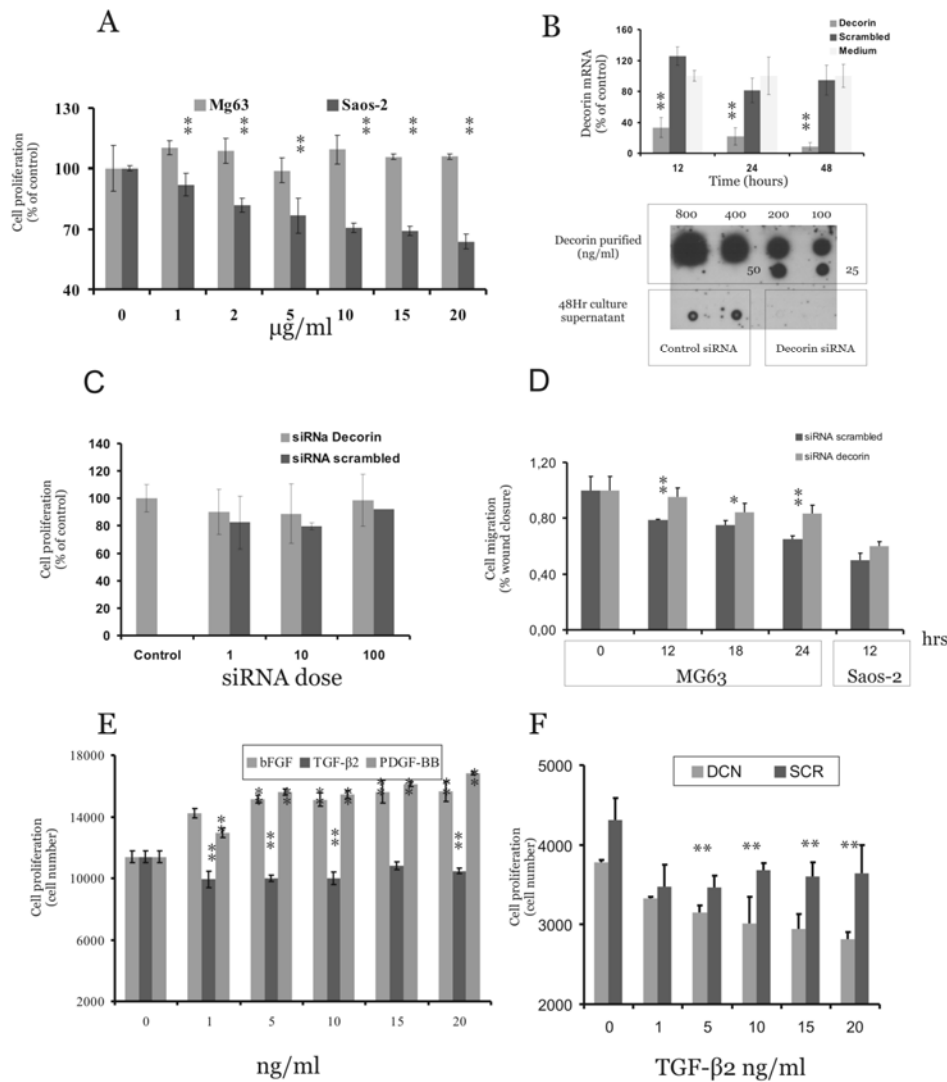 A
Mg63 Saos-2
Cell proliferation
(% of control)
130
100
70
40
** ** ** ** ** **
0 1 2 5 10 15 20
µg/ml
B
Decorin
Scrambled
Medium
Decorin mRNA
(% of control)
160
120
80
40
0
** ** **
12 24 48
Time (hours)
800 400 200 100
Decorin purified
(ng/ml)
50 25
48Hr culture
supernatant
Control siRNA Decorin siRNA
C
siRNa Decorin
siRNA scrambled
Cell proliferation
(% of control)
140
120
100
80
60
40
20
0
Control 1 10 100
siRNA dose
D
siRNA scrambled
siRNA decorin
Cell migration
(% wound closure)
1,20
0,80
0,40
0,00
** * **
0 12 18 24 12 hrs
MG63 Saos-2
E
bFGF TGF-β2 PDGF-BB
Cell proliferation
(cell number)
18000
14000
10000
6000
2000
0 1 5 10 15 20
ng/ml
F
DCN SCR
Cell proliferation
(cell number)
5000
4000
3000
2000
** ** ** **
0 1 5 10 15 20
TGF-β2 ng/ml